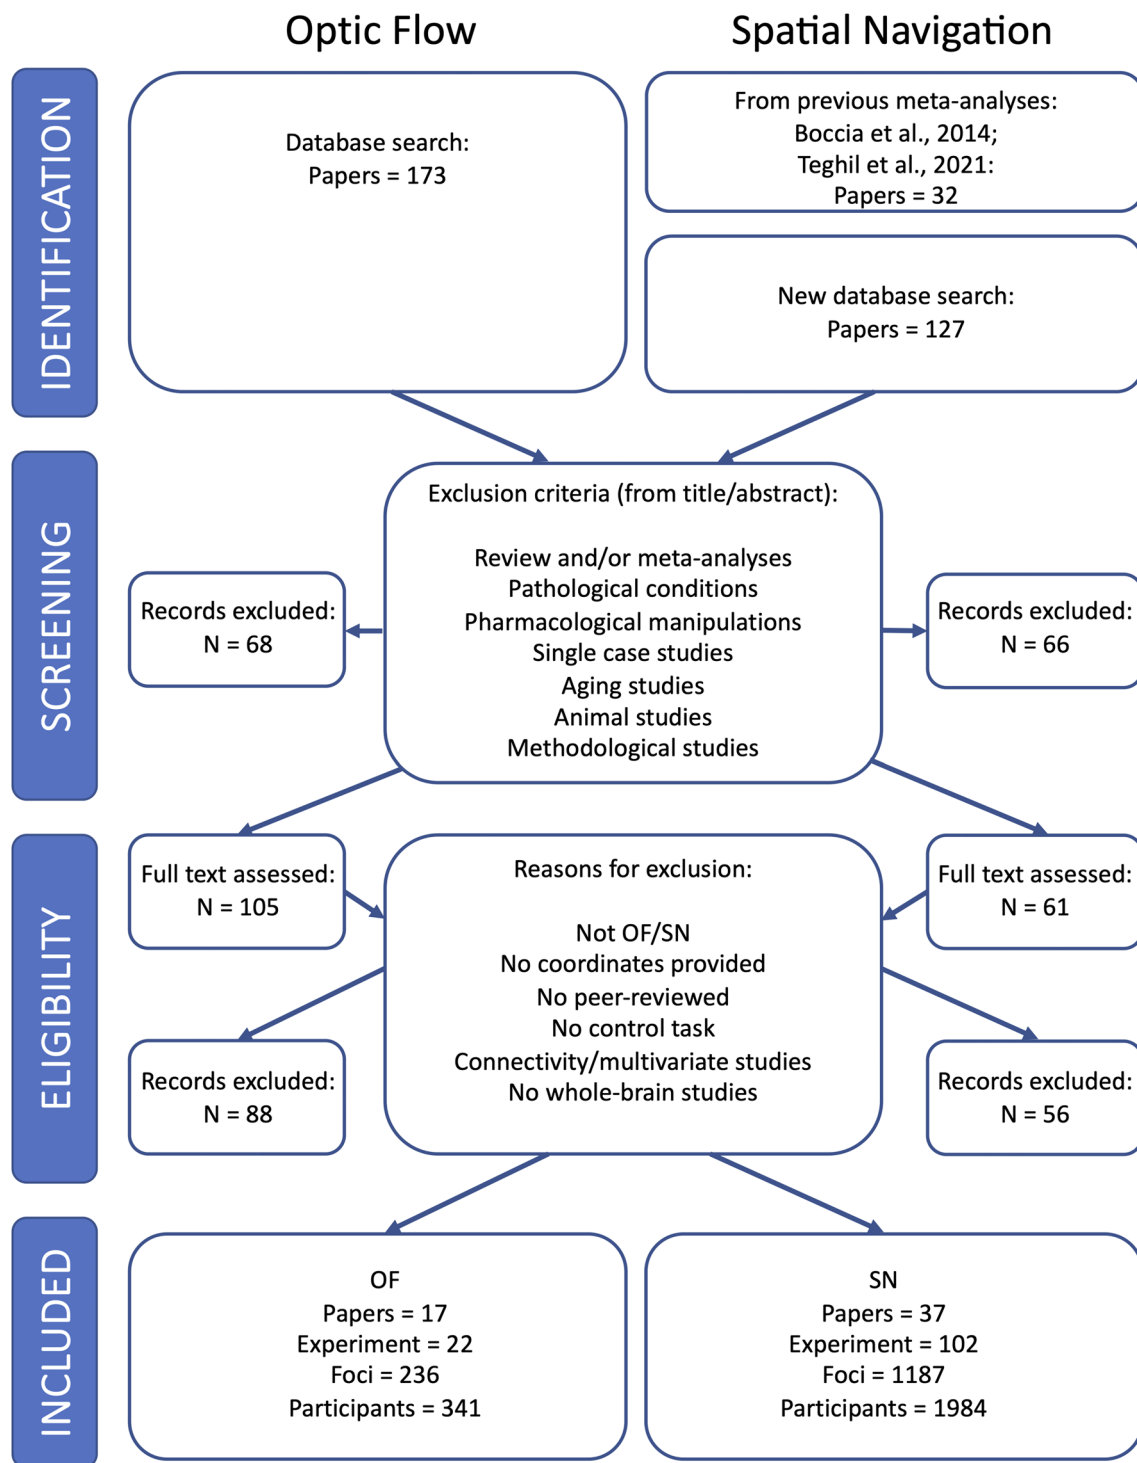 Optic Flow
Spatial Navigation
IDENTIFICATION
Database search:
Papers = 173
From previous meta-analyses:
Boccia et al., 2014;
Teghil et al., 2021:
Papers = 32
New database search:
Papers = 127
SCREENING
Exclusion criteria (from title/abstract):
Review and/or meta-analyses
Pathological conditions
Pharmacological manipulations
Single case studies
Aging studies
Animal studies
Methodological studies
Records excluded:
N = 68
Records excluded:
N = 66
ELIGIBILITY
Full text assessed:
N = 105
Reasons for exclusion:
Not OF/SN
No coordinates provided
No peer-reviewed
No control task
Connectivity/multivariate studies
No whole-brain studies
Full text assessed:
N = 61
Records excluded:
N = 88
Records excluded:
N = 56
INCLUDED
OF
Papers = 17
Experiment = 22
Foci = 236
Participants = 341
SN
Papers = 37
Experiment = 102
Foci = 1187
Participants = 1984